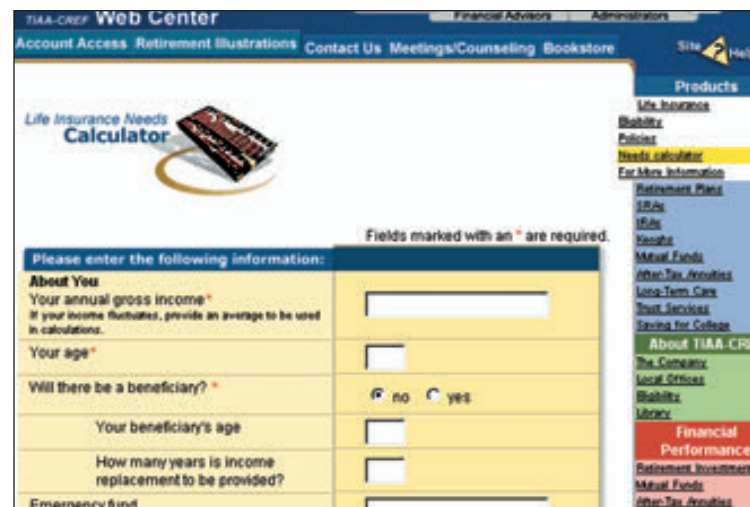 TIAA-CREF Web Center
Financial Advisors
Administrators
Account Access Retirement Illustrations Contact Us Meetings/Counseling Bookstore
Site
Help
Life Insurance Needs
Calculator
Fields marked with an * are required.
Please enter the following information:
About You
Your annual gross income*
If your income fluctuates, provide an average to be used
in calculations.
Your age*
Will there be a beneficiary? *
no yes
Your beneficiary's age
How many years is income
replacement to be provided?
Emergency fund
Products
Life Insurance
Eligibility
Policies
Needs calculator
For More Information
Retirement Plans
SRAs
IRAs
Keoghs
Mutual Funds
After-Tax Annuities
Long-Term Care
Trust Services
Saving for College
About TIAA-CRE
The Company
Local Offices
Eligibility
Library
Financial
Performance
Retirement Investment
Mutual Funds
After-Tax Annuities